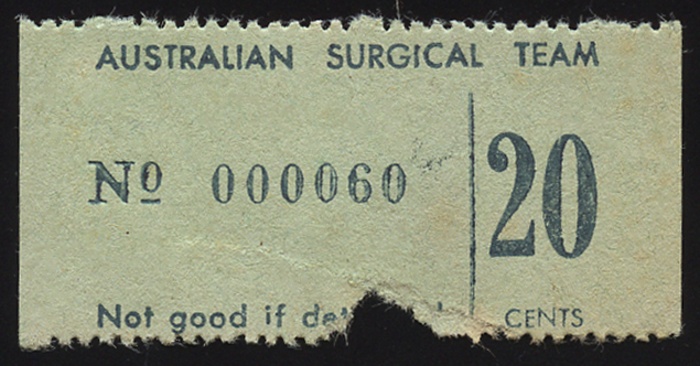 AUSTRALIAN SURGICAL TEAM
Nº 000060
20
Not good if
CENTS